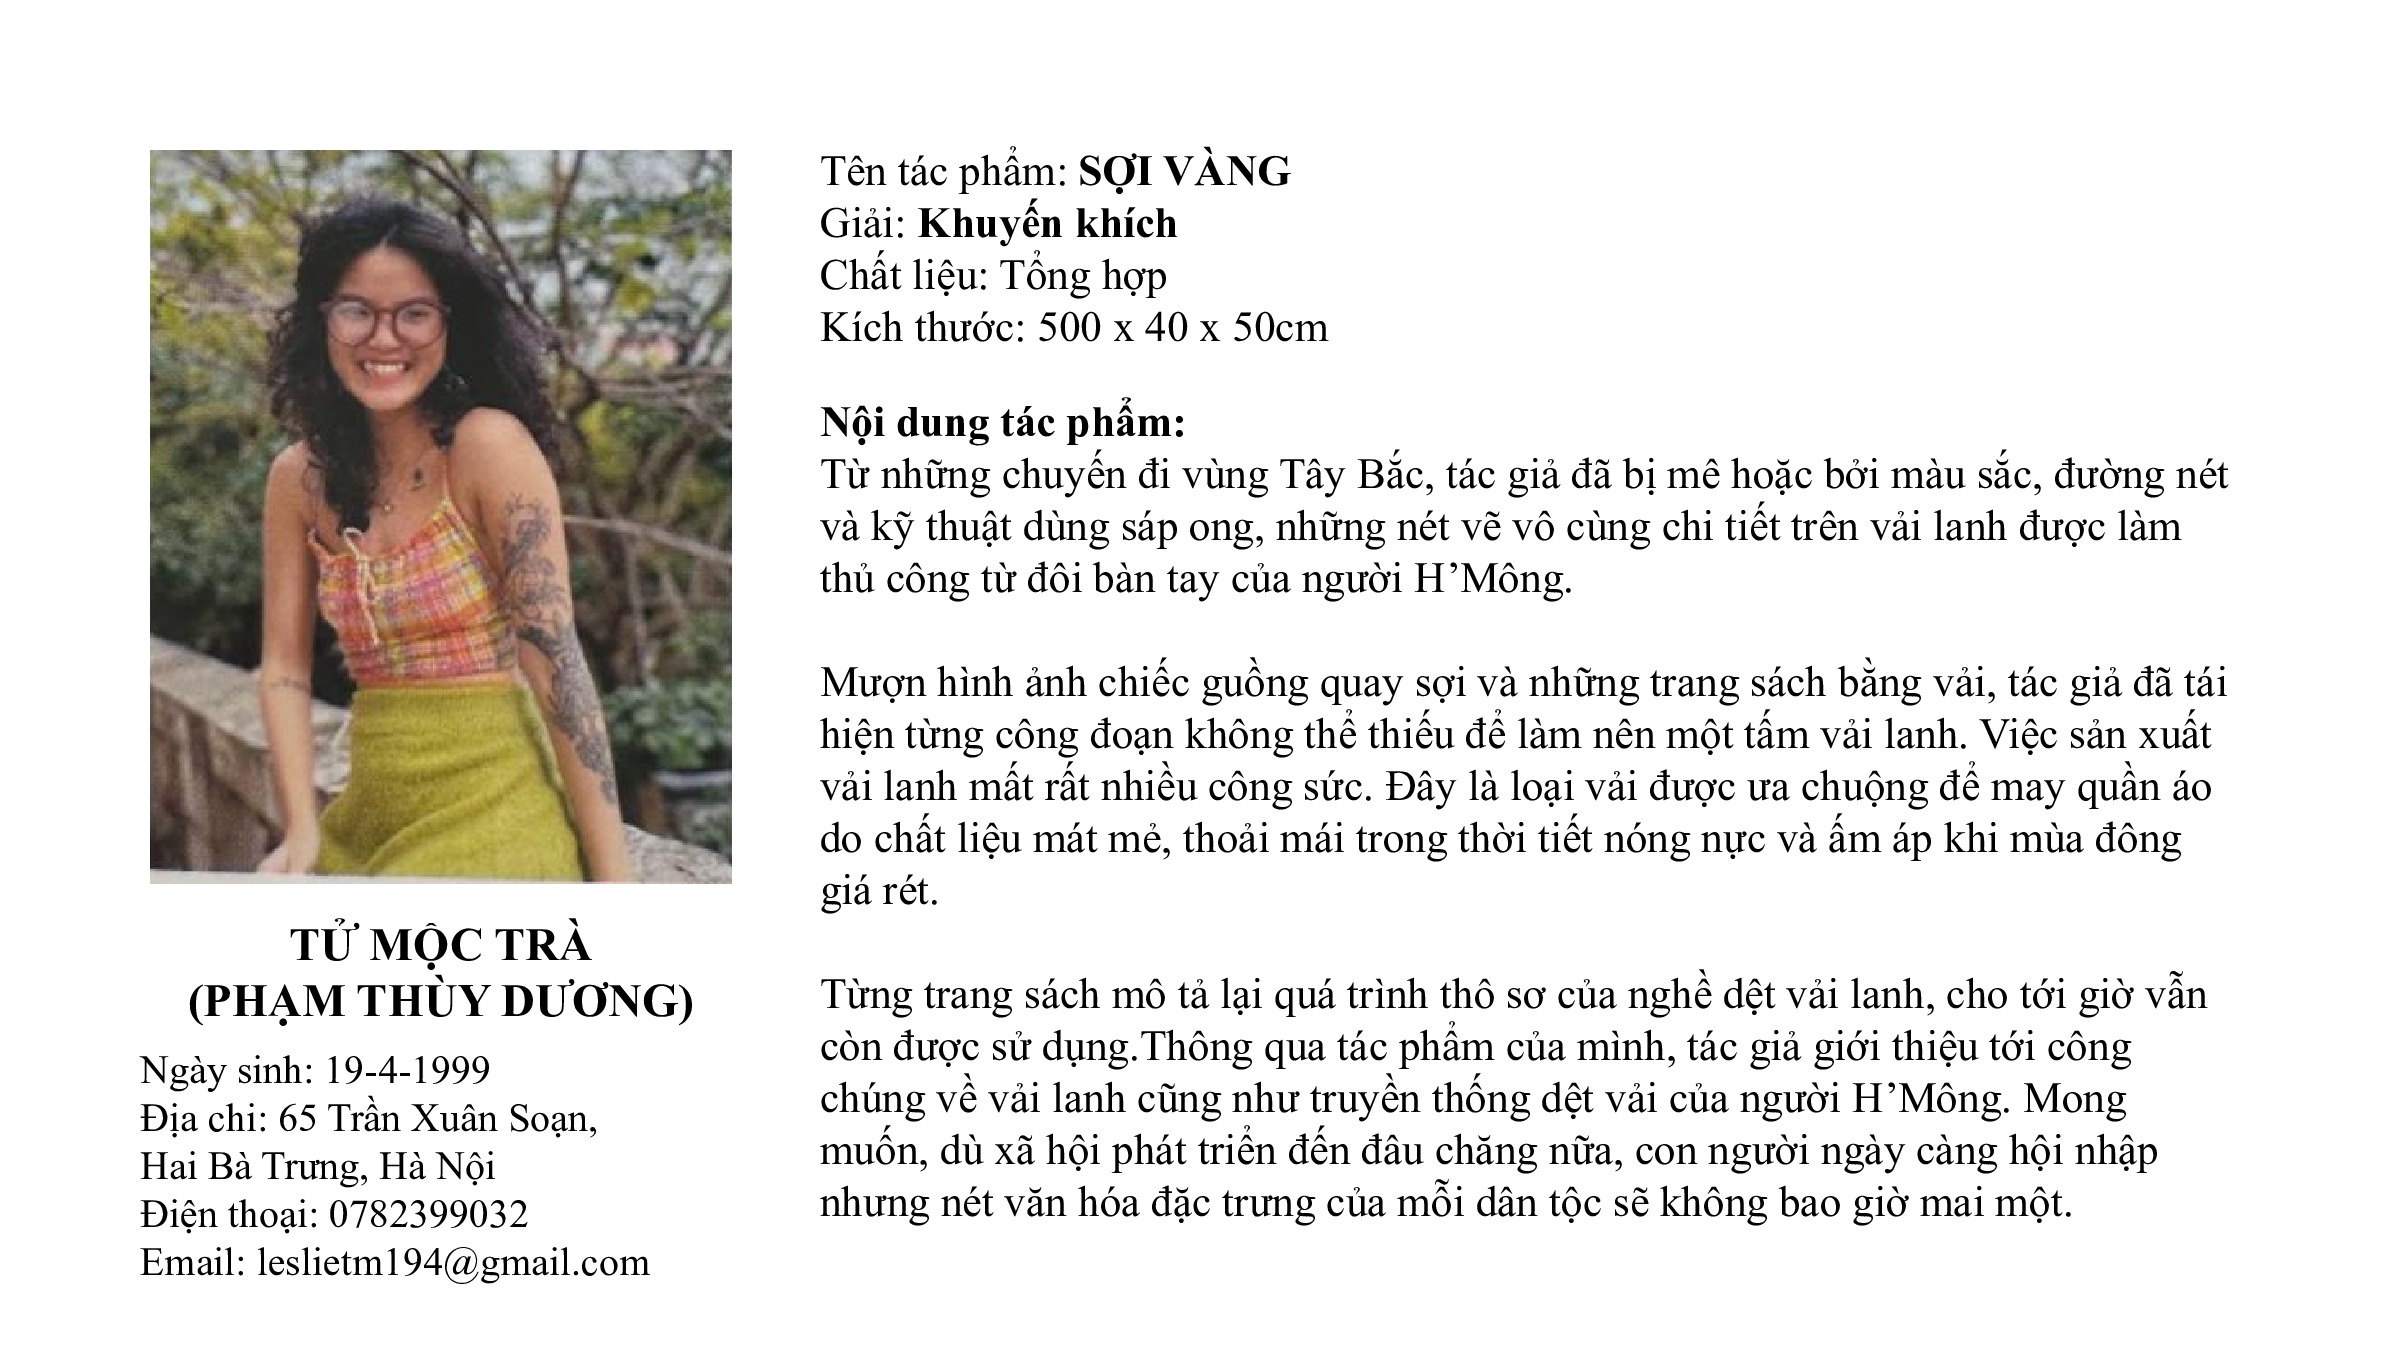 TỬ MỘC TRÀ
(PHẠM THÙY DƯƠNG)
Ngày sinh: 19-4-1999
Địa chi: 65 Trần Xuân Soạn,
Hai Bà Trưng, Hà Nội
Điện thoại: 0782399032
Email: leslietm194@gmail.com
Tên tác phẩm: SỢI VÀNG
Giải: Khuyến khích
Chất liệu: Tổng hợp
Kích thước: 500 x 40 x 50cm
Nội dung tác phẩm:
Từ những chuyến đi vùng Tây Bắc, tác giả đã bị mê hoặc bởi màu sắc, đường nét
và kỹ thuật dùng sáp ong, những nét vẽ vô cùng chi tiết trên vải lanh được làm
thủ công từ đôi bàn tay của người H’Mông.
Mượn hình ảnh chiếc guồng quay sợi và những trang sách bằng vải, tác giả đã tái
hiện từng công đoạn không thể thiếu để làm nên một tấm vải lanh. Việc sản xuất
vải lanh mất rất nhiều công sức. Đây là loại vải được ưa chuộng để may quần áo
do chất liệu mát mẻ, thoải mái trong thời tiết nóng nực và ấm áp khi mùa đông
giá rét.
Từng trang sách mô tả lại quá trình thô sơ của nghề dệt vải lanh, cho tới giờ vẫn
còn được sử dụng.Thông qua tác phẩm của mình, tác giả giới thiệu tới công
chúng về vải lanh cũng như truyền thống dệt vải của người H’Mông. Mong
muốn, dù xã hội phát triển đến đâu chăng nữa, con người ngày càng hội nhập
nhưng nét văn hóa đặc trưng của mỗi dân tộc sẽ không bao giờ mai một.